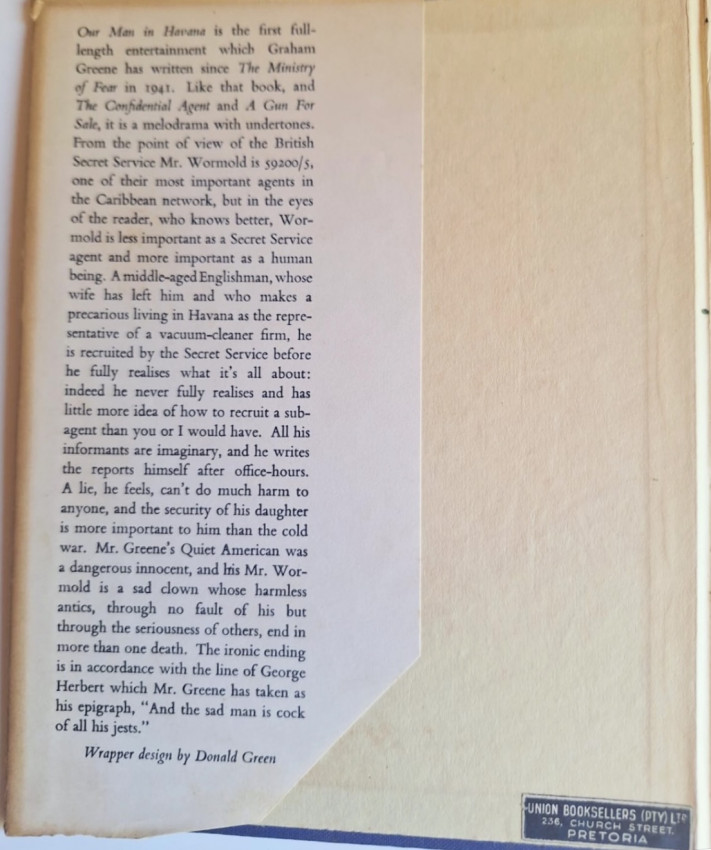 Our Man in Havana is the first full-
length entertainment which Graham
Greene has written since The Ministry
of Fear in 1941. Like that book, and
The Confidential Agent and A Gun For
Sale, it is a melodrama with undertones.
From the point of view of the British
Secret Service Mr. Wormold is 59200/5,
one of their most important agents in
the Caribbean network, but in the eyes
of the reader, who knows better, Wor-
mold is less important as a Secret Service
agent and more important as a human
being. A middle-aged Englishman, whose
wife has left him and who makes a
precarious living in Havana as the repre-
sentative of a vacuum-cleaner firm, he
is recruited by the Secret Service before
he fully realises what it's all about:
indeed he never fully realises and has
little more idea of how to recruit a sub-
agent than you or I would have. All his
informants are imaginary, and he writes
the reports himself after office-hours.
A lie, he feels, can't do much harm to
anyone, and the security of his daughter
is more important to him than the cold
war. Mr. Greene's Quiet American was
a dangerous innocent, and his Mr. Wor-
mold is a sad clown whose harmless
antics, through no fault of his but
through the seriousness of others, end in
more than one death. The ironic ending
is in accordance with the line of George
Herbert which Mr. Greene has taken as
his epigraph, "And the sad man is cock
of all his jests."
Wrapper design by Donald Green
UNION BOOKSELLERS (PTY) LTD
236, CHURCH STREET.
PRETORIA